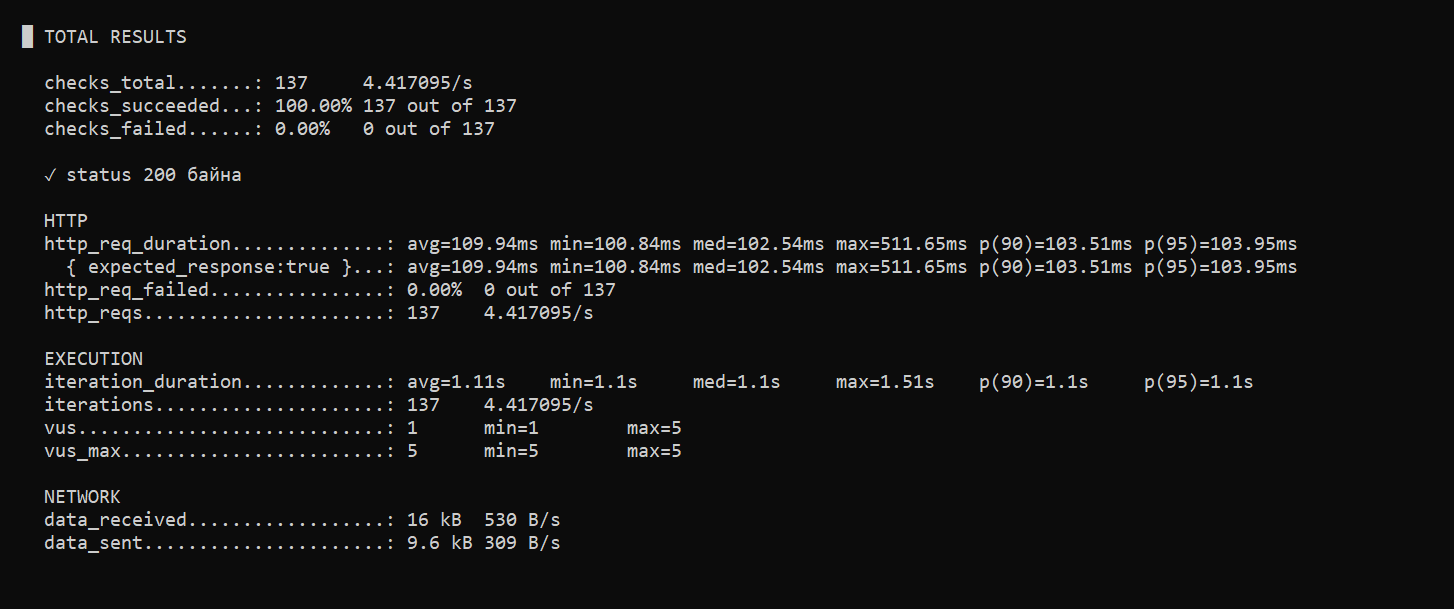 TOTAL RESULTS
checks_total.......: 137     4.417095/s
checks_succeeded...: 100.00% 137 out of 137
checks_failed......: 0.00%   0 out of 137
✓ status 200 байна
HTTP
http_req_duration..............: avg=109.94ms min=100.84ms med=102.54ms max=511.65ms p(90)=103.51ms p(95)=103.95ms
{ expected_response:true }...: avg=109.94ms min=100.84ms med=102.54ms max=511.65ms p(90)=103.51ms p(95)=103.95ms
http_req_failed................: 0.00%  0 out of 137
http_reqs......................: 137    4.417095/s
EXECUTION
iteration_duration.............: avg=1.11s    min=1.1s     med=1.1s     max=1.51s    p(90)=1.1s     p(95)=1.1s
iterations.....................: 137    4.417095/s
vus............................: 1      min=1        max=5
vus_max........................: 5      min=5        max=5
NETWORK
data_received..................: 16 kB  530 B/s
data_sent......................: 9.6 kB 309 B/s